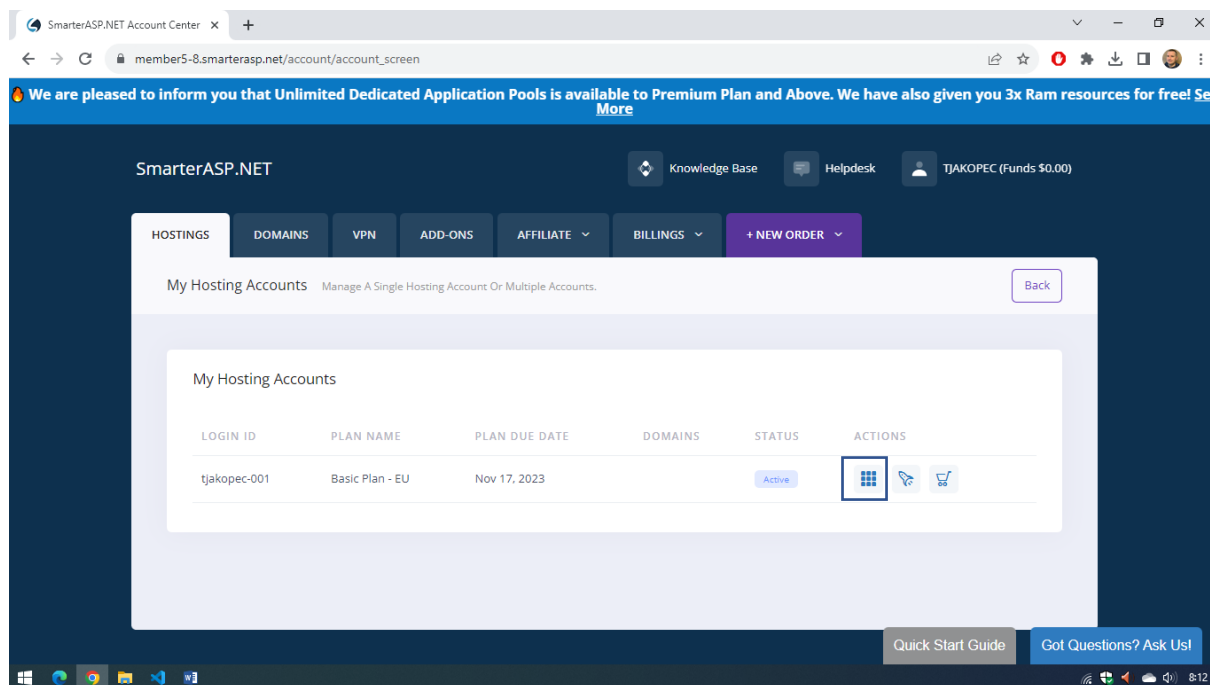 SmarterASP.NET Account Center
member5-8.smarterasp.net/account/account_screen
We are pleased to inform you that Unlimited Dedicated Application Pools is available to Premium Plan and Above. We have also given you 3x Ram resources for free! Se
More
SmarterASP.NET
Knowledge Base
Helpdesk
TJAKOPEC (Funds $0.00)
HOSTINGS
DOMAINS
VPN
ADD-ONS
AFFILIATE
BILLINGS
+ NEW ORDER
My Hosting Accounts
Manage A Single Hosting Account Or Multiple Accounts.
Back
My Hosting Accounts
LOGIN ID PLAN NAME PLAN DUE DATE DOMAINS STATUS ACTIONS
tjakopec-001 Basic Plan - EU Nov 17, 2023 Active
Quick Start Guide
Got Questions? Ask Us!
8:12